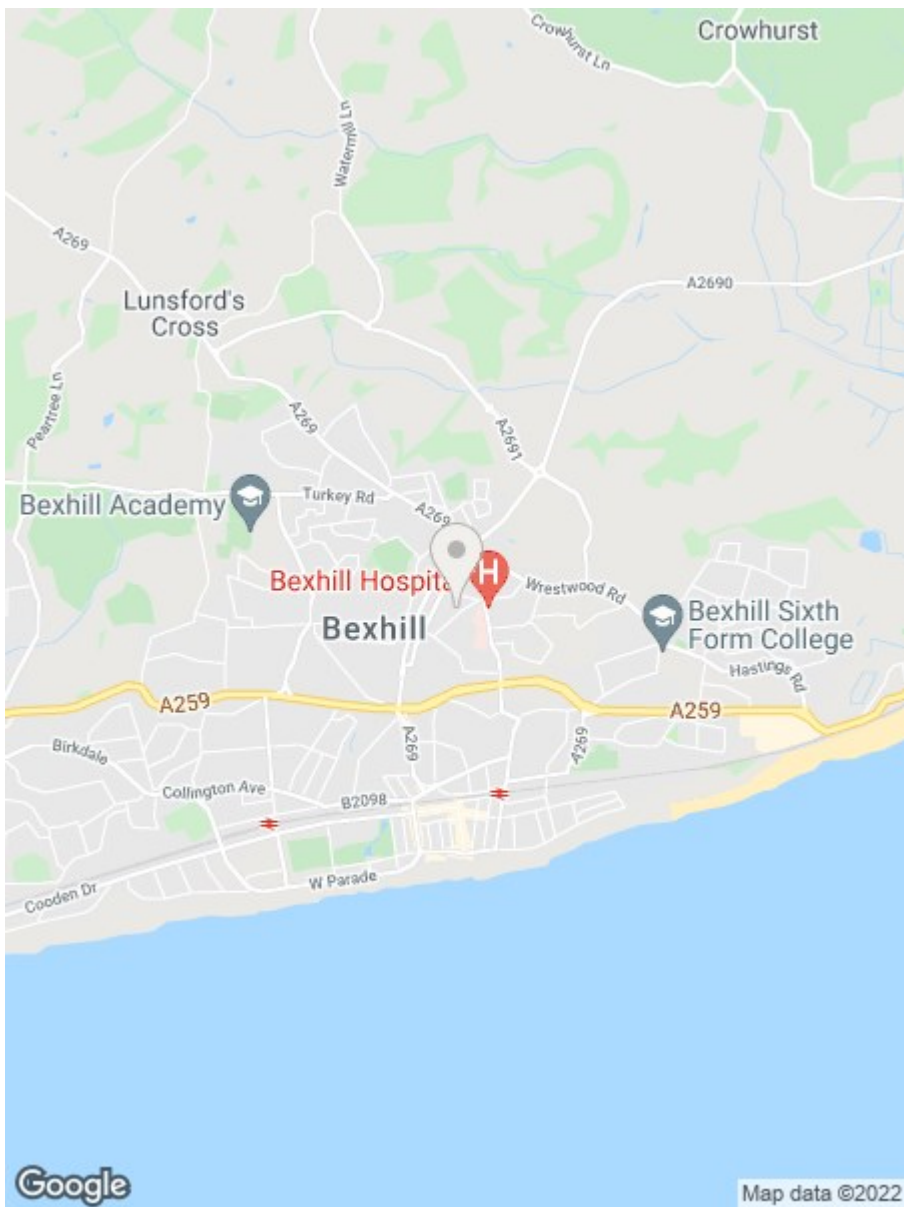 Crowhurst
Crowhurst Ln
Watermill Ln
A269
A2690
Lunsford's
Cross
Peartree Ln
A269
A2691
Turkey Rd
Bexhill Academy
A269
Bexhill Hospital
H
Wrestwood Rd
Bexhill
Bexhill Sixth
Form College
Hastings Rd
A259
A259
Birkdale
A269
A269
Collington Ave
B2098
W Parade
Cooden Dr
Google
Map data ©2022